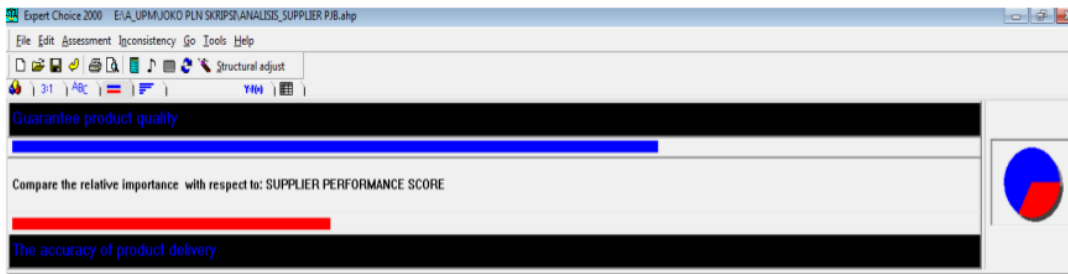 Expert Choice 2000 E:\A_UPM\JOKO PLN SKRIPSI\ANALISIS_SUPPLIER PJB.ahp
File Edit Assessment Inconsistency Go Tools Help
Structural adjust
3:1 ABC Y=f(x)
Guarantee product quality
Compare the relative importance with respect to: SUPPLIER PERFORMANCE SCORE
The accuracy of product delivery